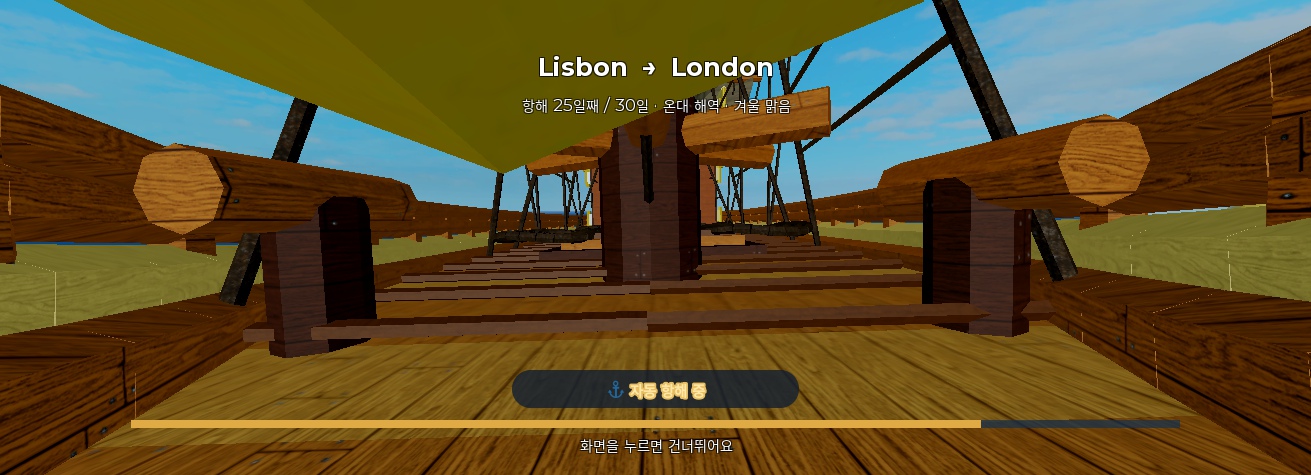 Lisbon → London
항해 25일째 / 30일 · 온대 해역 · 겨울 맑음
⚓ 자동 항해 중
화면을 누르면 건너뛰어요